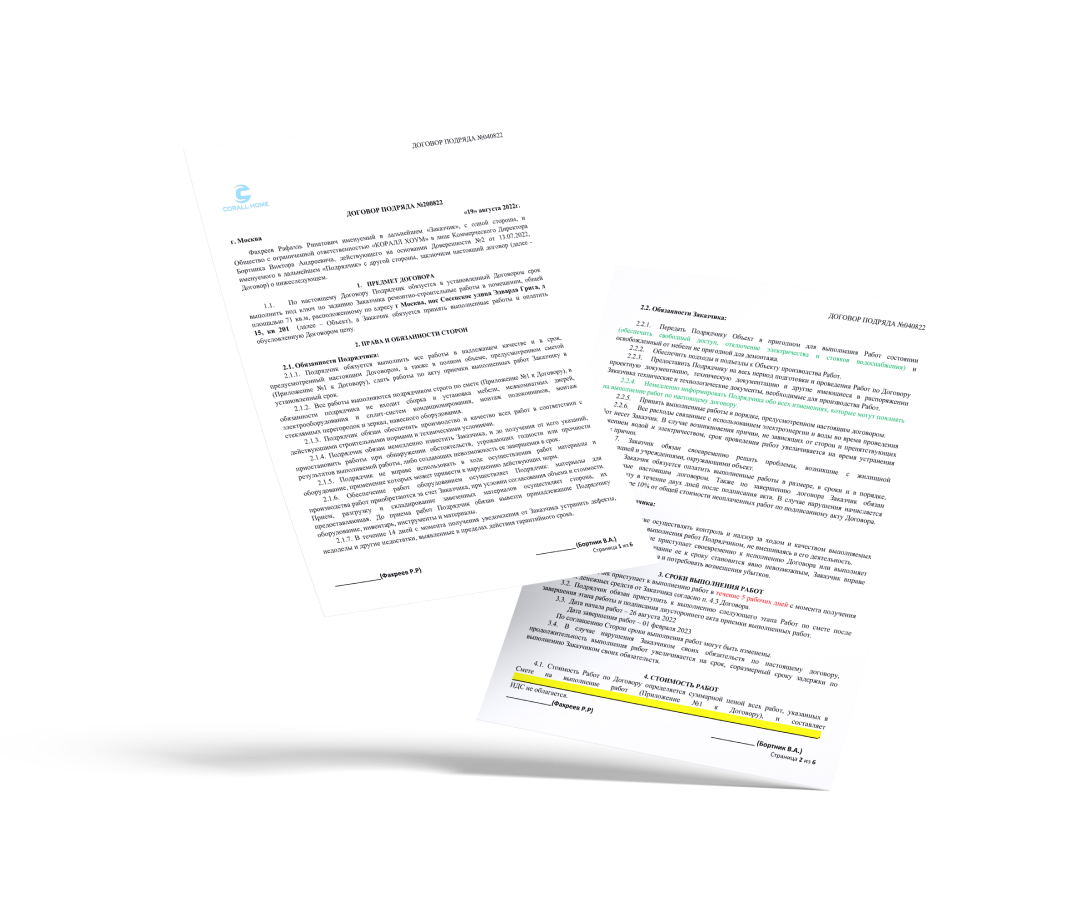 ДОГОВОР ПОДРЯДА №040822
CORALL HOME
ДОГОВОР ПОДРЯДА №200822
г. Москва
«19» августа 2022г.
Фахреев Рафаэль Ринатович именуемый в дальнейшем «Заказчик», с одной стороны, и
Общество с ограниченной ответственностью «КОРАЛЛ ХОУМ» в лице Коммерческого Директора
Бортника Виктора Андреевича, действующего на основании Доверенности №2 от 13.07.2022,
именуемого в дальнейшем «Подрядчик» с другой стороны, заключили настоящий договор (далее -
Договор) о нижеследующем.
1. ПРЕДМЕТ ДОГОВОРА
1.1. По настоящему Договору Подрядчик обязуется в установленный Договором срок
выполнить под ключ по заданию Заказчика ремонтно-строительные работы в помещении, общей
площадью 71 кв.м, расположенному по адресу г Москва, пос Сосенское улица Эдварда Грига, д
15, кв 201 (далее – Объект), а Заказчик обязуется принять выполненные работы и оплатить
обусловленную Договором цену.
2. ПРАВА И ОБЯЗАННОСТИ СТОРОН
2.1. Обязанности Подрядчика:
2.1.1. Подрядчик обязуется выполнить все работы в надлежащем качестве и в срок,
предусмотренный настоящим Договором, а также в полном объеме, предусмотренном сметой
(Приложение №1 к Договору), сдать работы по акту приемки выполненных работ Заказчику в
установленный срок.
2.1.2. Все работы выполняются подрядчиком строго по смете (Приложение №1 к Договору), в
обязанности подрядчика не входит сборка и установка мебели, межкомнатных дверей,
электрооборудования и сплит-систем кондиционирования, монтаж подоконников, монтаж
стеклянных перегородок и зеркал, навесного оборудования.
2.1.3. Подрядчик обязан обеспечить производство и качество всех работ в соответствии с
действующими строительными нормами и техническими условиями.
2.1.4. Подрядчик обязан немедленно известить Заказчика, и до получения от него указаний,
приостановить работы при обнаружении обстоятельств, угрожающих годности или прочности
результатов выполняемой работы, либо создающих невозможность ее завершения в срок.
2.1.5. Подрядчик не вправе использовать в ходе осуществления работ материалы и
оборудование, применение которых может привести к нарушению действующих норм.
2.1.6. Обеспечение работ оборудованием осуществляет Подрядчик: материалы для
производства работ приобретаются за счет Заказчика, при условии согласования объема и стоимости.
Прием, разгрузку и складирование завезенных материалов осуществляет сторона, их
предоставляющая. До приема работ Подрядчик обязан вывезти принадлежащие Подрядчику
оборудование, инвентарь, инструменты и материалы.
2.1.7. В течение 14 дней с момента получения уведомления от Заказчика устранить дефекты,
недоделы и другие недостатки, выявленные в пределах действия гарантийного срока.
____________(Фахреев Р.Р)
____________ (Бортник В.А.)
Страница 1 из 6
ДОГОВОР ПОДРЯДА №040822
2.2. Обязанности Заказчика:
2.2.1. Передать Подрядчику Объект в пригодном для выполнения Работ состоянии
(обеспечить свободный доступ, отключение электричества и стояков водоснабжения) и
освобожденный от мебели не пригодной для демонтажа.
2.2.2. Обеспечить подходы и подъезды к Объекту производства Работ.
2.2.3. Предоставить Подрядчику на весь период подготовки и проведения Работ по Договору
проектную документацию, техническую документацию и другие имеющиеся в распоряжении
Заказчика технические и технологические документы, необходимые для производства Работ.
2.2.4. Немедленно информировать Подрядчика обо всех изменениях, которые могут повлиять
на выполнение работ по настоящему договору.
2.2.5. Принять выполненные работы в порядке, предусмотренном настоящим договором.
2.2.6. Все расходы связанные с использованием электроэнергии и воды во время проведения
от несет Заказчик. В случае возникновения причин, не зависящих от сторон и препятствующих
ением водой и электричеством, срок проведения работ увеличивается на время устранения
причин.
7. Заказчик обязан своевременно решать проблемы, возникшие с жилищной
анией и учреждениями, окружающими объект.
Заказчик обязуется оплатить выполненные работы в размере, в сроки и в порядке,
ные настоящим договором. Также по завершению договора Заказчик обязан
ту в течение двух дней после подписания акта. В случае нарушения начисляется
ре 10% от общей стоимости неоплаченных работ по подписанному акту Договора.
зчика:
ве осуществлять контроль и надзор за ходом и качеством выполняемых
выполнения работ Подрядчиком, не вмешиваясь в его деятельность.
не приступает своевременно к исполнению Договора или выполняет
чание ее к сроку становится явно невозможным, Заказчик вправе
а и потребовать возмещения убытков.
3. СРОКИ ВЫПОЛНЕНИЯ РАБОТ
ик приступает к выполнению работ в течение 5 рабочих дней с момента получения
денежных средств от Заказчика согласно п. 4.3 Договора.
3.2. Подрядчик обязан приступить к выполнению следующего этапа Работ по смете после
завершения этапа работы и подписания двустороннего акта приемки выполненных работ.
3.3. Дата начала работ – 26 августа 2022
Дата завершения работ – 01 февраля 2023
По соглашению Сторон сроки выполнения работ могут быть изменены.
3.4. В случае нарушения Заказчиком своих обязательств по настоящему договору,
продолжительность выполнения работ увеличивается на срок, соразмерный сроку задержки по
выполнению Заказчиком своих обязательств.
4. СТОИМОСТЬ РАБОТ
4.1. Стоимость Работ по Договору определяется суммарной ценой всех работ, указанных в
Смете на выполнение работ (Приложение №1 к Договору), и составляет
НДС не облагается.
____________(Фахреев Р.Р)
____________ (Бортник В.А.)
Страница 2 из 6